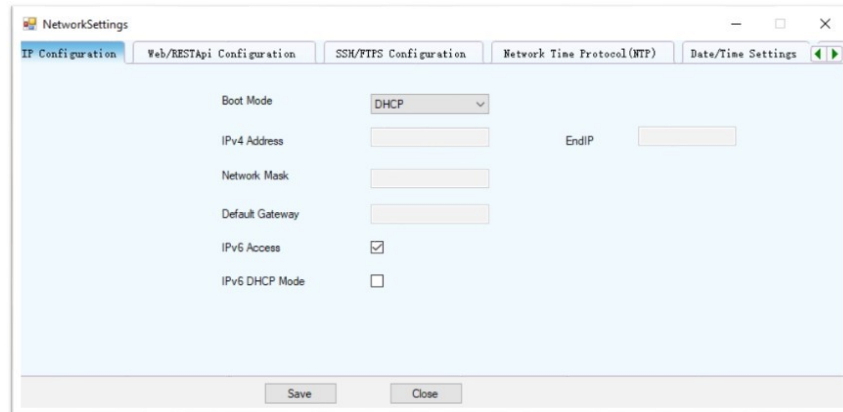 NetworkSettings
IP Configuration Web/RESTApi Configuration SSH/FTPS Configuration Network Time Protocol(NTP) Date/Time Settings
Boot Mode DHCP
IPv4 Address EndIP
Network Mask
Default Gateway
IPv6 Access
IPv6 DHCP Mode
Save Close